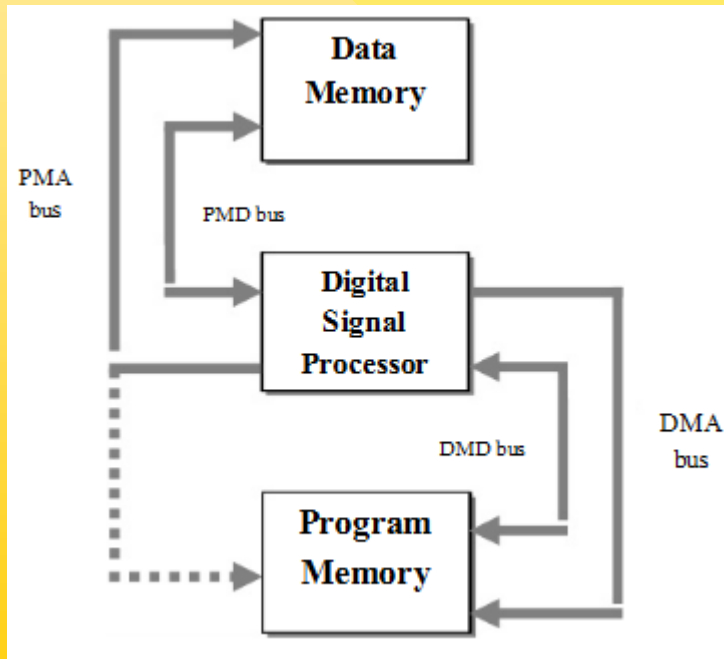 Data
Memory
PMA
bus
PMD bus
Digital
Signal
Processor
DMA
bus
DMD bus
Program
Memory